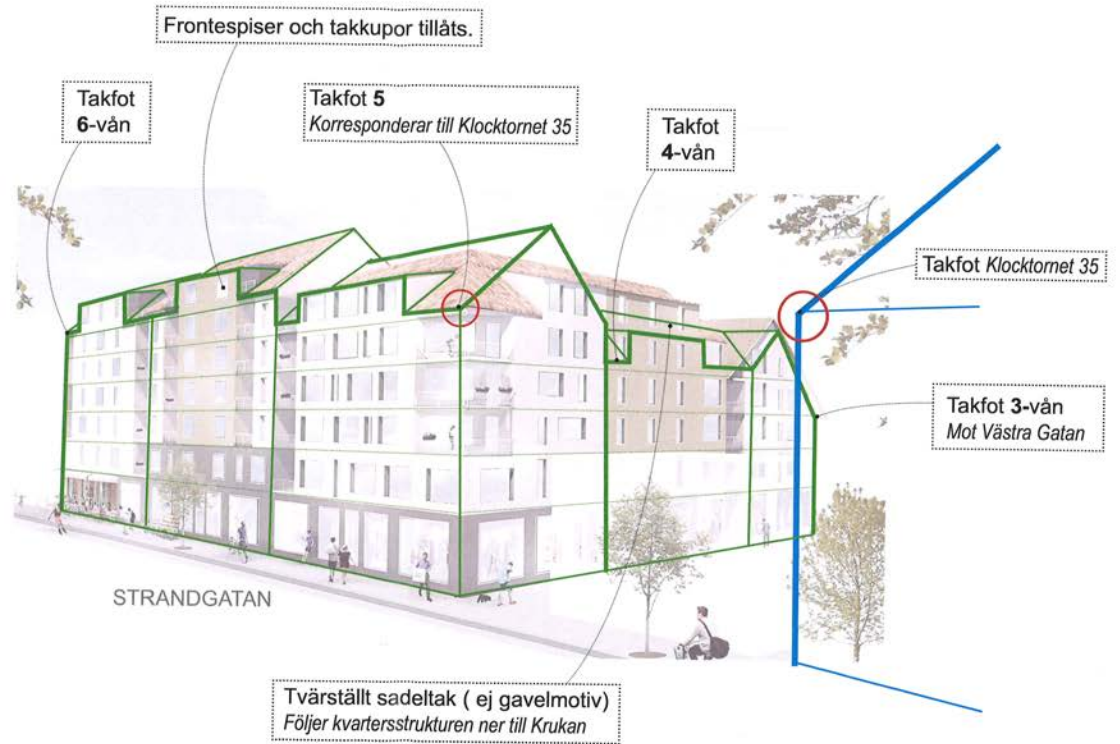 Frontespiser och takkupor tillåts.
Takfot
6-vån
Takfot 5
Korresponderar till Klocktornet 35
Takfot
4-vån
Takfot Klocktornet 35
Takfot 3-vån
Mot Västra Gatan
STRANDGATAN
Tvärställt sadeltak ( ej gavelmotiv)
Följer kvartersstrukturen ner till Krukan